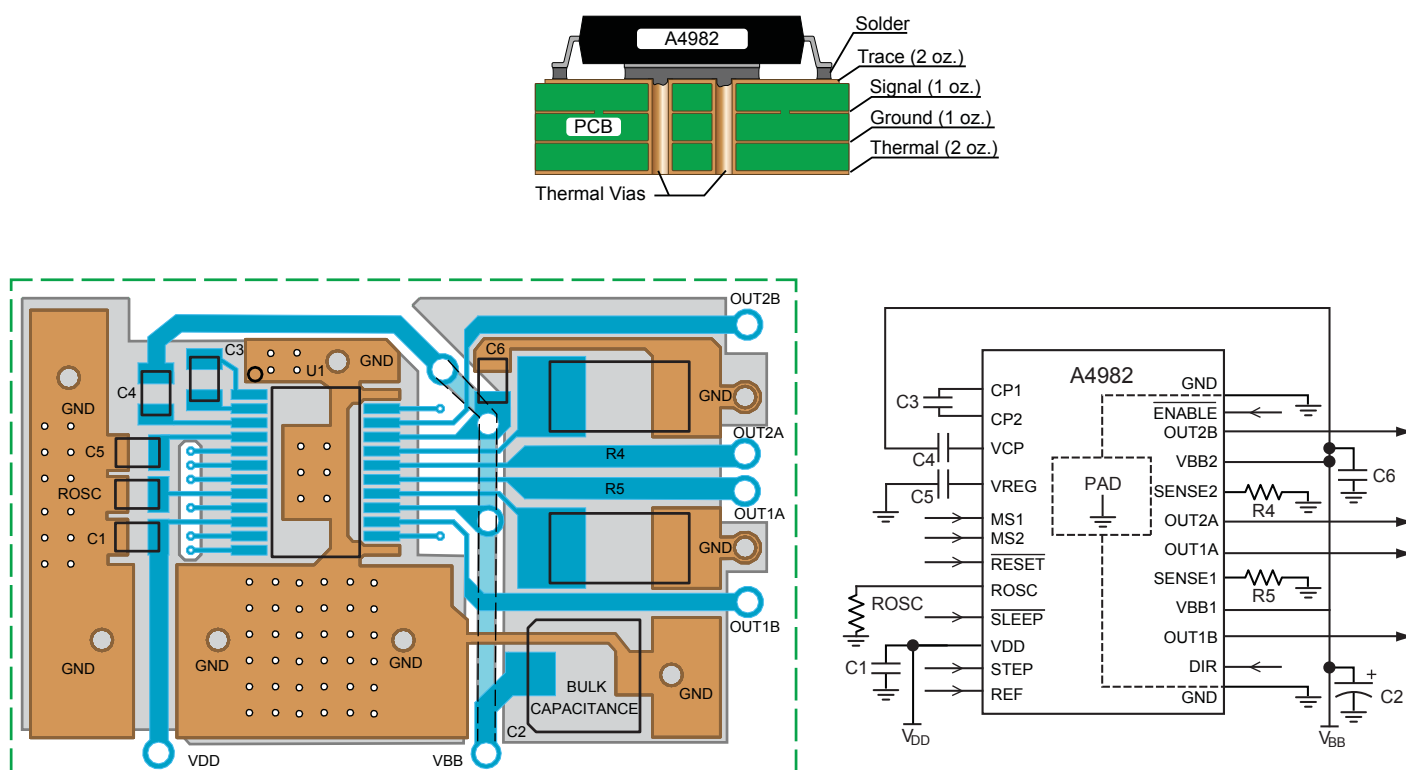 A4982
Solder
Trace (2 oz.)
Signal (1 oz.)
Ground (1 oz.)
Thermal (2 oz.)
PCB
Thermal Vias
OUT2B
C3
U1
GND
C6
C4
GND
GND
OUT2A
C5
R4
ROSC
R5
OUT1A
C1
GND
OUT1B
GND
GND
GND
GND
BULK
CAPACITANCE
C2
VDD
VBB
A4982
CP1
CP2
VCP
VREG
MS1
MS2
RESET
ROSC
SLEEP
VDD
STEP
REF
PAD
GND
ENABLE
OUT2B
VBB2
SENSE2
OUT2A
OUT1A
SENSE1
VBB1
OUT1B
DIR
GND
C3
C4
C5
ROSC
C1
VDD
C6
R4
R5
+
C2
VBB